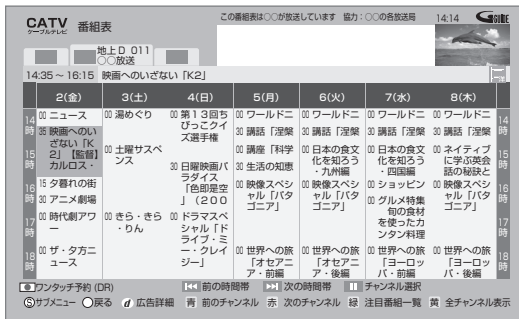 CATV
ケーブルテレビ
番組表
この番組表は○○が放送しています 協力：○○の各放送局
14:14
G-GUIDE
地上D 011
○○放送
14:35～16:15 映画へのいざない「K2」
2(金)
3(土)
4(日)
5(月)
6(火)
7(水)
8(木)
14時
15時
16時
17時
18時
00 ニュース
35 映画へのい
ざない「K
2」【監督】
カルロス・
15 夕暮れの街
30 アニメ劇場
00 時代劇アワ
ー
00 ザ・夕方ニ
ュース
00 湯めぐり
00 土曜サスペ
ンス
00 きら・きら
・りん
00 第１３回ち
びっこクイ
ズ選手権
30 日曜映画パ
ラダイス
「色即是空
」（２００
00 ドラマスペ
シャル「ド
ライブ・ミ
ー・クレイ
ジー」
00 ワールドニ
30 講話「涅槃
00 講座「科学
30 生活の知恵
00 映像スペシ
ャル「パタ
ゴニア」
00 世界への旅
「オセアニ
ア・前編
00 ワールドニ
30 講話「涅槃
00 日本の食文
化を知ろう
・九州編
00 映像スペシ
ャル「パタ
ゴニア」
00 世界への旅
「オセアニ
ア・後編
00 ワールドニ
30 講話「涅槃
00 日本の食文
化を知ろう
・四国編
00 ショッピン
00 グルメ特集
旬の食材
を使ったカ
ンタン料理
00 世界への旅
「ヨーロッ
パ・前編
00 ワールドニ
30 講話「涅槃
00 ネイティブ
に学ぶ英会
話の秘訣と
00 映像スペシ
ャル「パタ
ゴニア」
00 世界への旅
「ヨーロッ
パ・後編
ワンタッチ予約 (DR) 前の時間帯 次の時間帯 チャンネル選択
Ⓢサブメニュー 戻る d 広告詳細 青 前のチャンネル 赤 次のチャンネル 緑 注目番組一覧 黄 全チャンネル表示